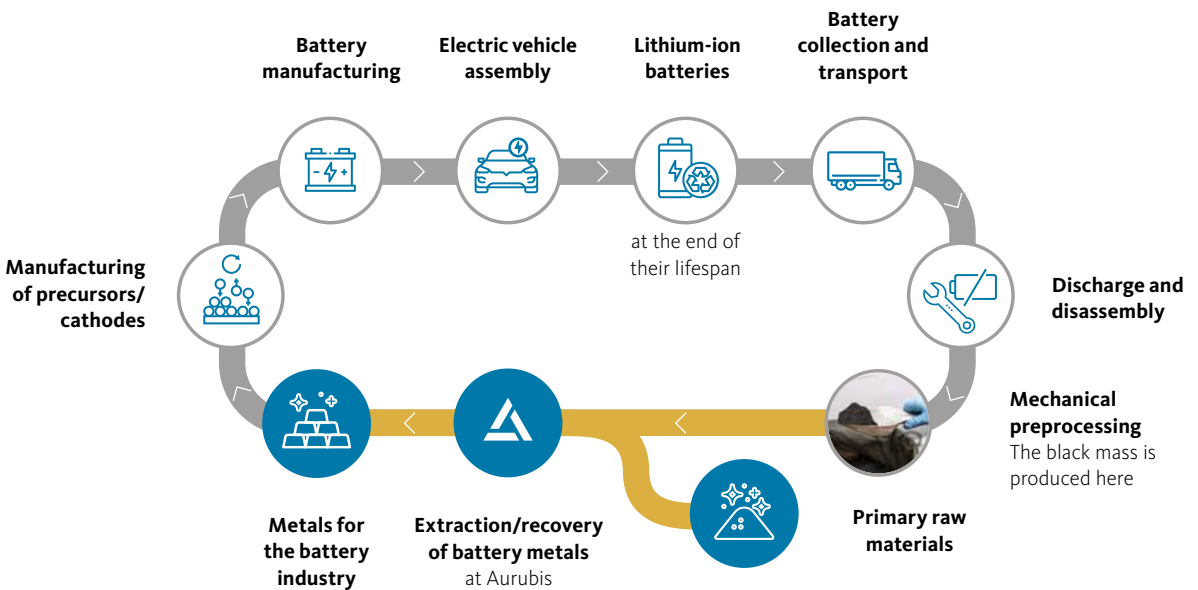 Battery
manufacturing
Electric vehicle
assembly
Lithium-ion
batteries
Battery
collection and
transport
at the end of
their lifespan
Manufacturing
of precursors/
cathodes
Discharge and
disassembly
Mechanical
preprocessing
The black mass is
produced here
Metals for
the battery
industry
Extraction/recovery
of battery metals
at Aurubis
Primary raw
materials